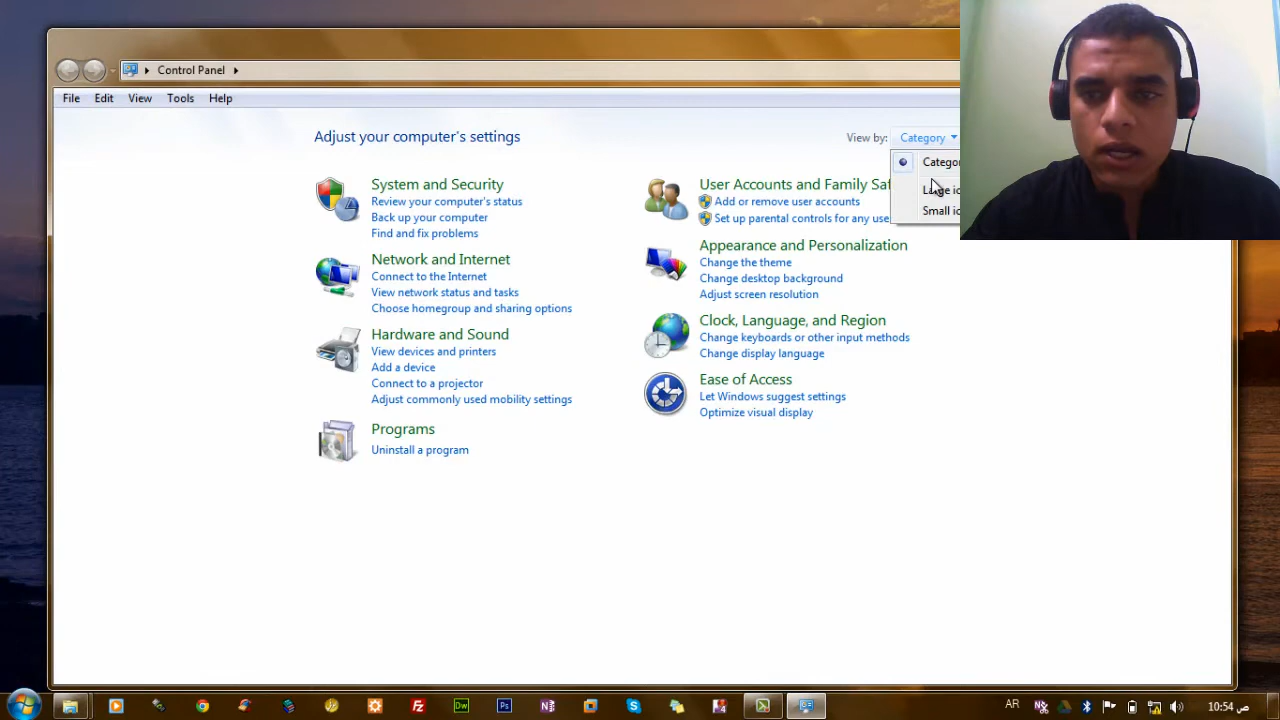 Control Panel
File Edit View Tools Help
Adjust your computer's settings
View by: Category
System and Security
Review your computer's status
Back up your computer
Find and fix problems
Network and Internet
Connect to the Internet
View network status and tasks
Choose homegroup and sharing options
Hardware and Sound
View devices and printers
Add a device
Connect to a projector
Adjust commonly used mobility settings
Programs
Uninstall a program
User Accounts and Family Saf
Add or remove user accounts
Set up parental controls for any use
Appearance and Personalization
Change the theme
Change desktop background
Adjust screen resolution
Clock, Language, and Region
Change keyboards or other input methods
Change display language
Ease of Access
Let Windows suggest settings
Optimize visual display
Catego
Large ic
Small ic
Dw Ps AR 10:54 ص